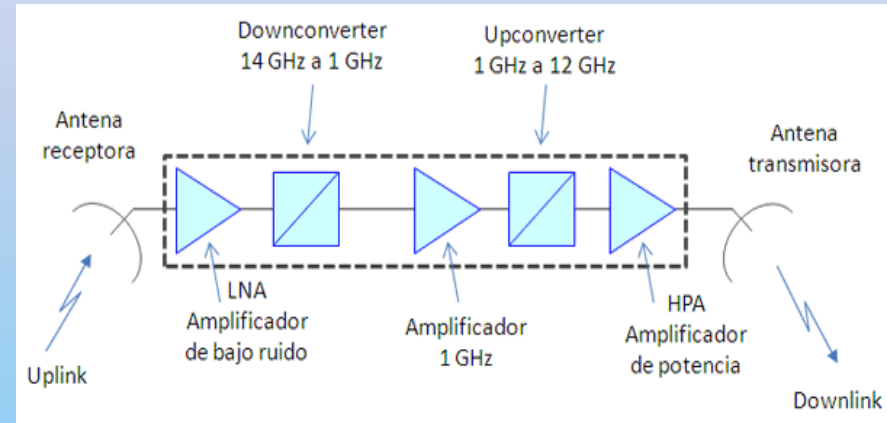 Downconverter
14 GHz a 1 GHz
Upconverter
1 GHz a 12 GHz
Antena
receptora
Antena
transmisora
LNA
Amplificador
de bajo ruido
Amplificador
1 GHz
HPA
Amplificador
de potencia
Uplink
Downlink